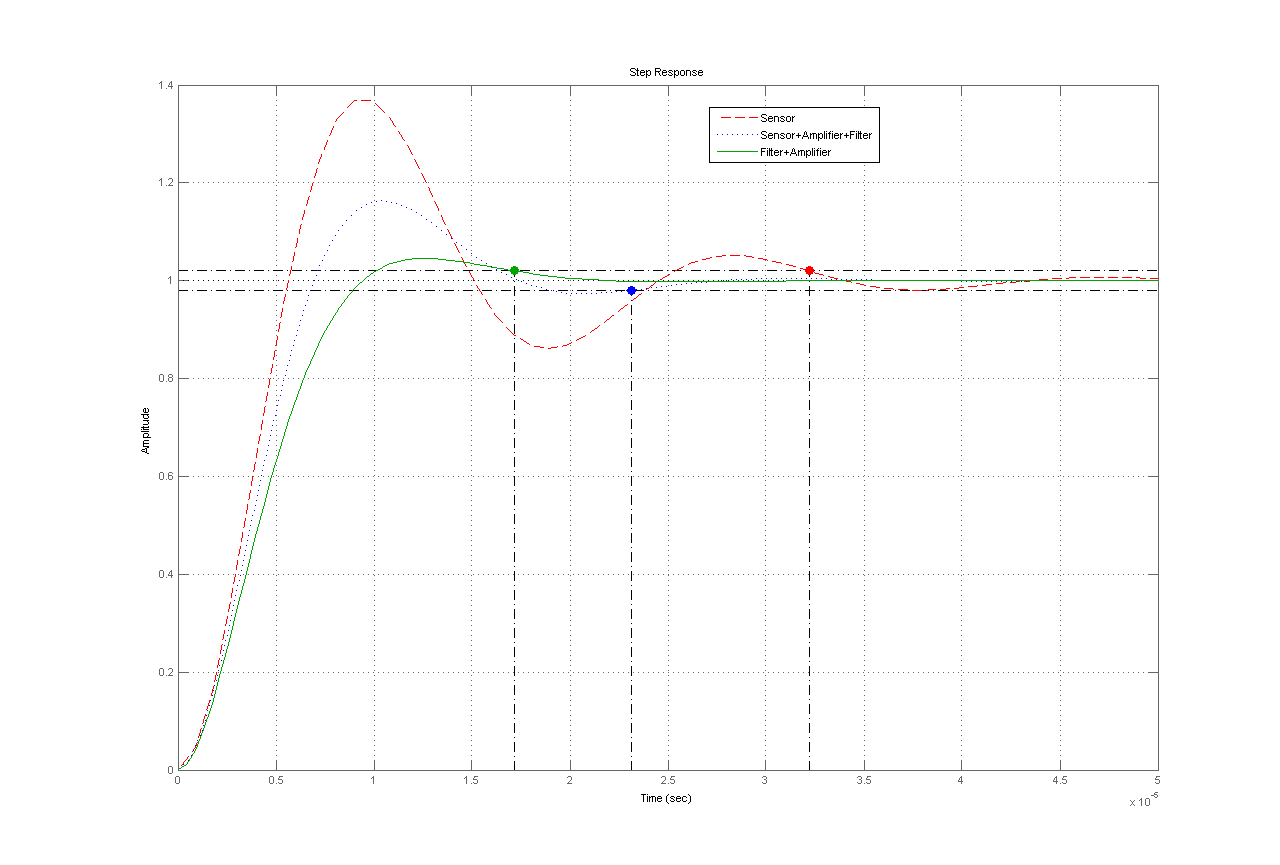 Step Response
1.4
1.2
1
0.8
0.6
0.4
0.2
0
Amplitude
Sensor
Sensor+Amplifier+Filter
Filter+Amplifier
0 0.5 1 1.5 2 2.5 3 3.5 4 4.5 5
Time (sec)
x 10^-5